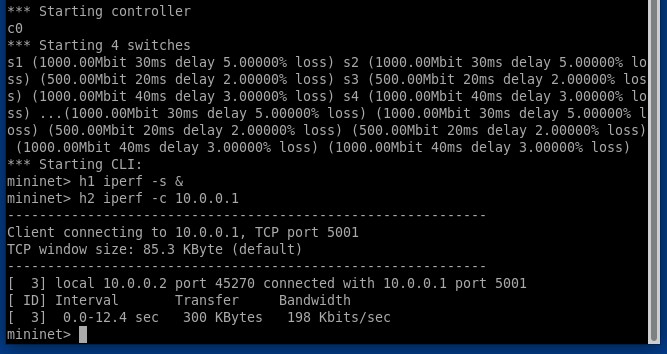 *** Starting controller
c0
*** Starting 4 switches
s1 (1000.00Mbit 30ms delay 5.00000% loss) s2 (1000.00Mbit 30ms delay 5.00000% lo
ss) (500.00Mbit 20ms delay 2.00000% loss) s3 (500.00Mbit 20ms delay 2.00000% los
s) (1000.00Mbit 40ms delay 3.00000% loss) s4 (1000.00Mbit 40ms delay 3.00000% lo
ss) ...(1000.00Mbit 30ms delay 5.00000% loss) (1000.00Mbit 30ms delay 5.00000% l
oss) (500.00Mbit 20ms delay 2.00000% loss) (500.00Mbit 20ms delay 2.00000% loss)
 (1000.00Mbit 40ms delay 3.00000% loss) (1000.00Mbit 40ms delay 3.00000% loss)
*** Starting CLI:
mininet> h1 iperf -s &
mininet> h2 iperf -c 10.0.0.1
------------------------------------------------------------
Client connecting to 10.0.0.1, TCP port 5001
TCP window size: 85.3 KByte (default)
------------------------------------------------------------
[  3] local 10.0.0.2 port 45270 connected with 10.0.0.1 port 5001
[ ID] Interval       Transfer     Bandwidth
[  3]  0.0-12.4 sec   300 KBytes   198 Kbits/sec
mininet>